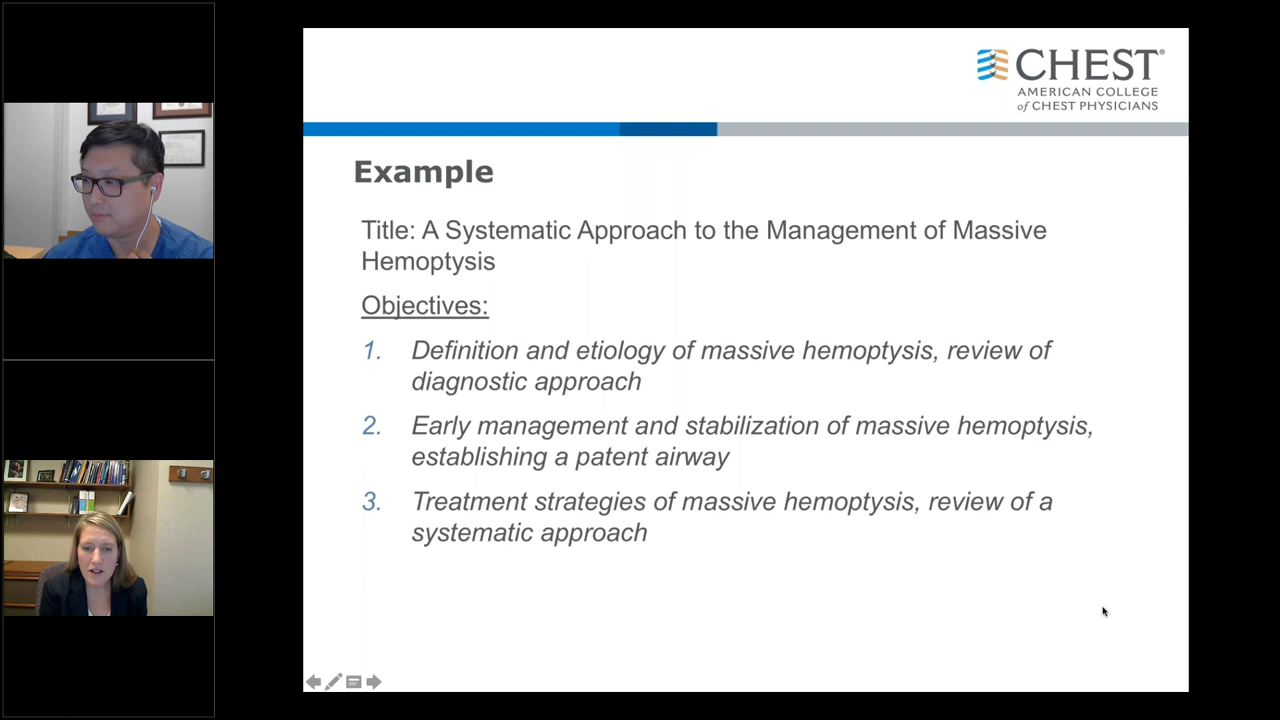 CHEST®
AMERICAN COLLEGE
of CHEST PHYSICIANS
Example
Title: A Systematic Approach to the Management of Massive
Hemoptysis
Objectives:
1. Definition and etiology of massive hemoptysis, review of
diagnostic approach
2. Early management and stabilization of massive hemoptysis,
establishing a patent airway
3. Treatment strategies of massive hemoptysis, review of a
systematic approach